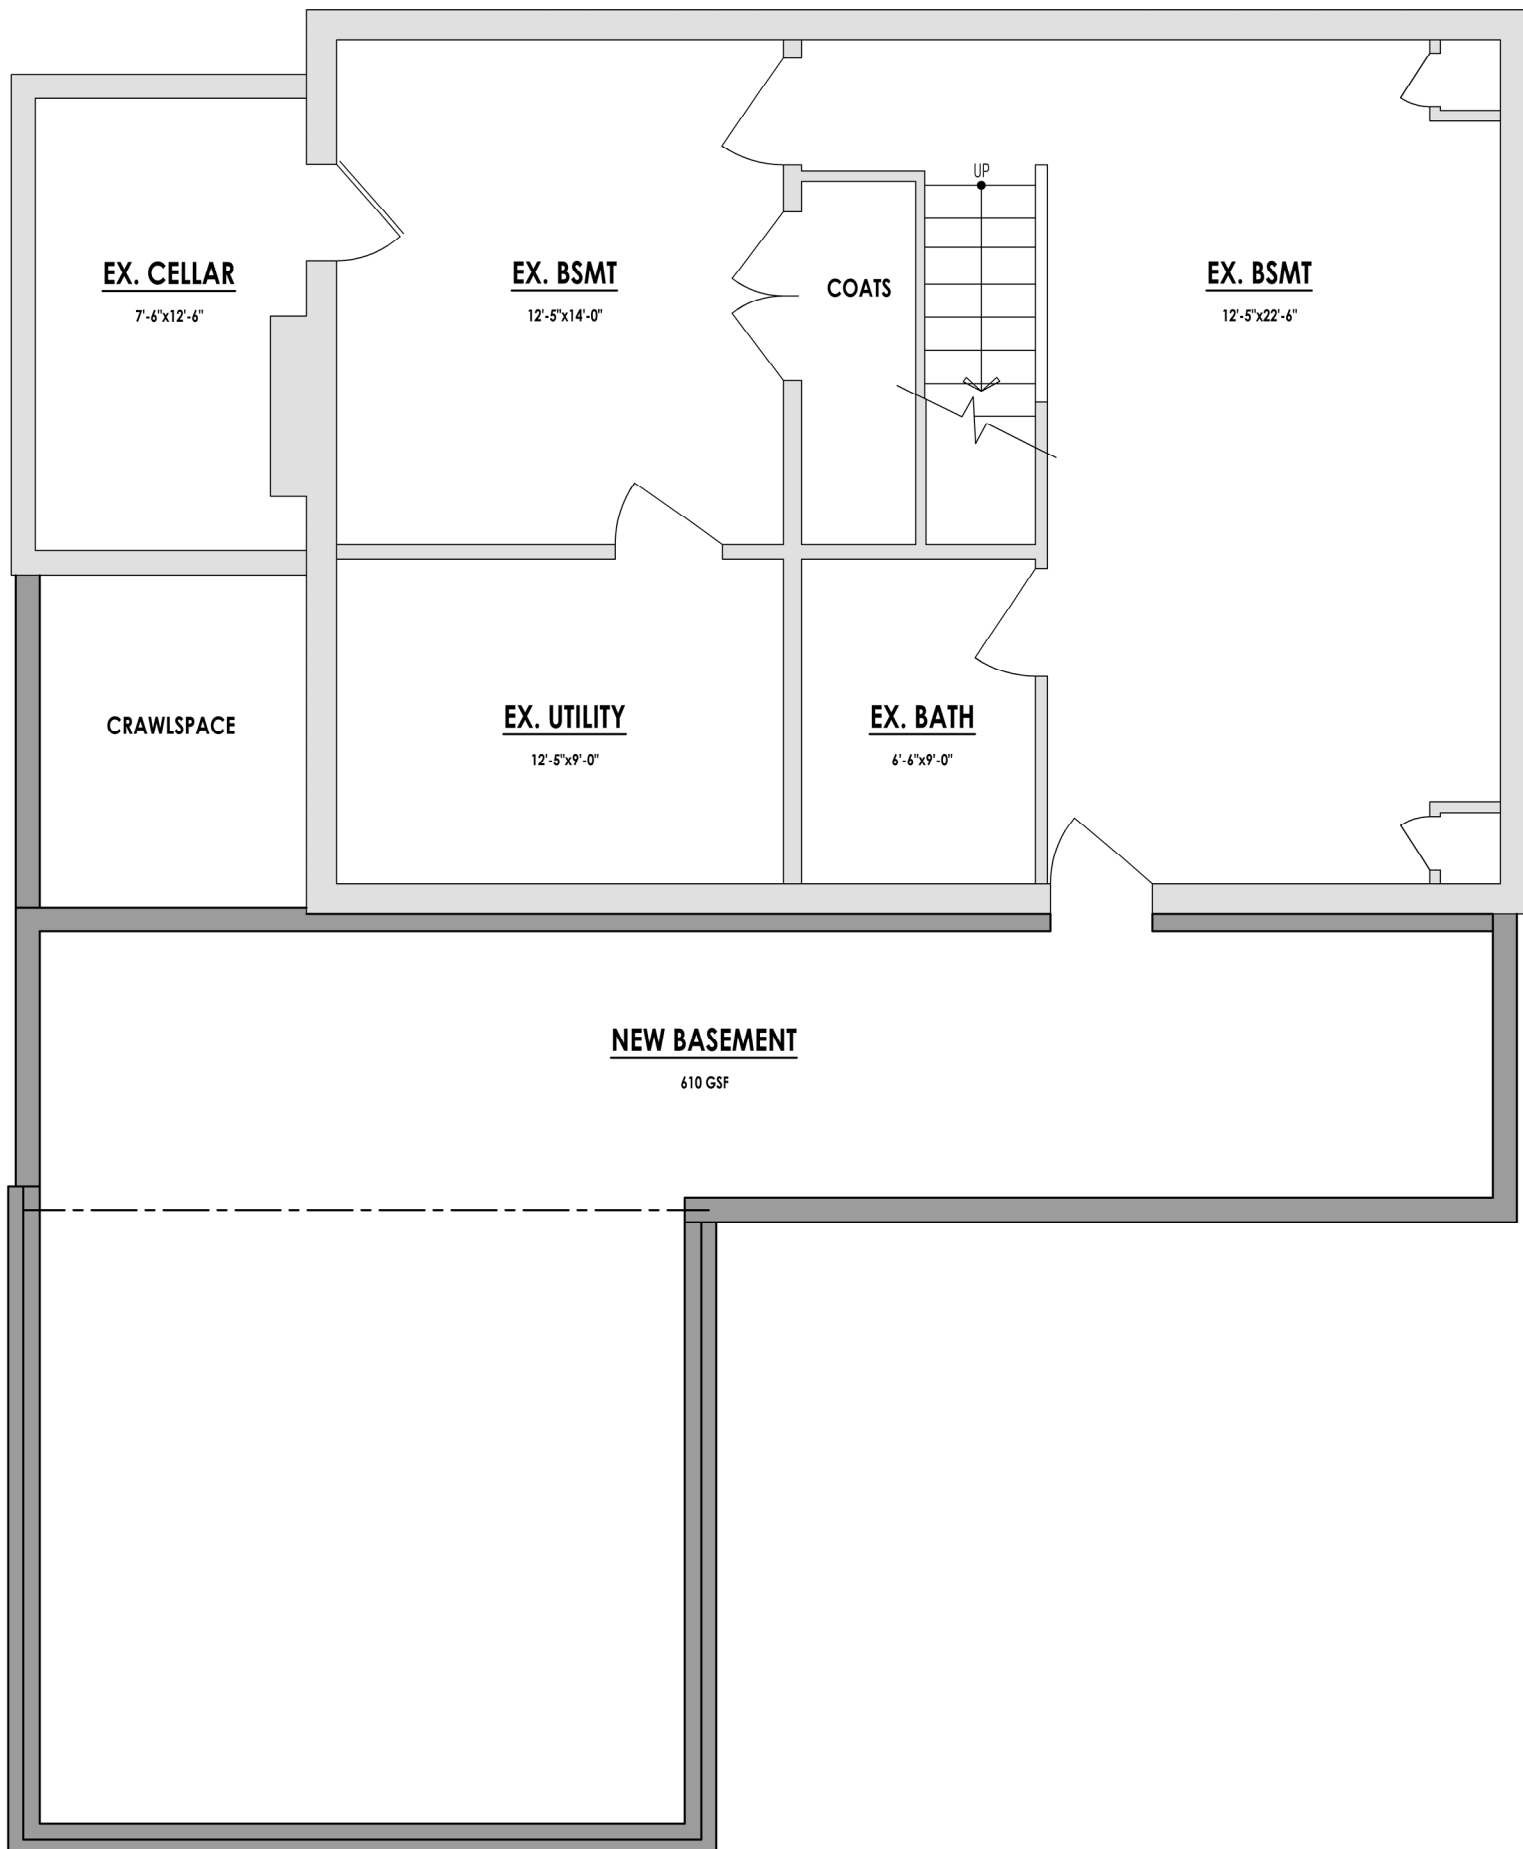 UP
EX. CELLAR
7'-6"x12'-6"
EX. BSMT
12'-5"x14'-0"
COATS
EX. BSMT
12'-5"x22'-6"
CRAWLSPACE
EX. UTILITY
12'-5"x9'-0"
EX. BATH
6'-6"x9'-0"
NEW BASEMENT
610 GSF